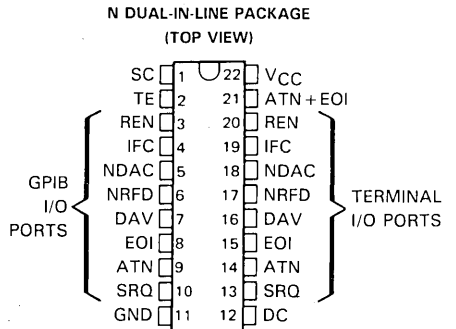 N DUAL-IN-LINE PACKAGE
(TOP VIEW)
SC 1 22 VCC
TE 2 21 ATN + EOI
REN 3 20 REN
IFC 4 19 IFC
NDAC 5 18 NDAC
NRFD 6 17 NRFD
DAV 7 16 DAV
EOI 8 15 EOI
ATN 9 14 ATN
SRQ 10 13 SRQ
GND 11 12 DC
GPIB
I/O
PORTS
TERMINAL
I/O PORTS